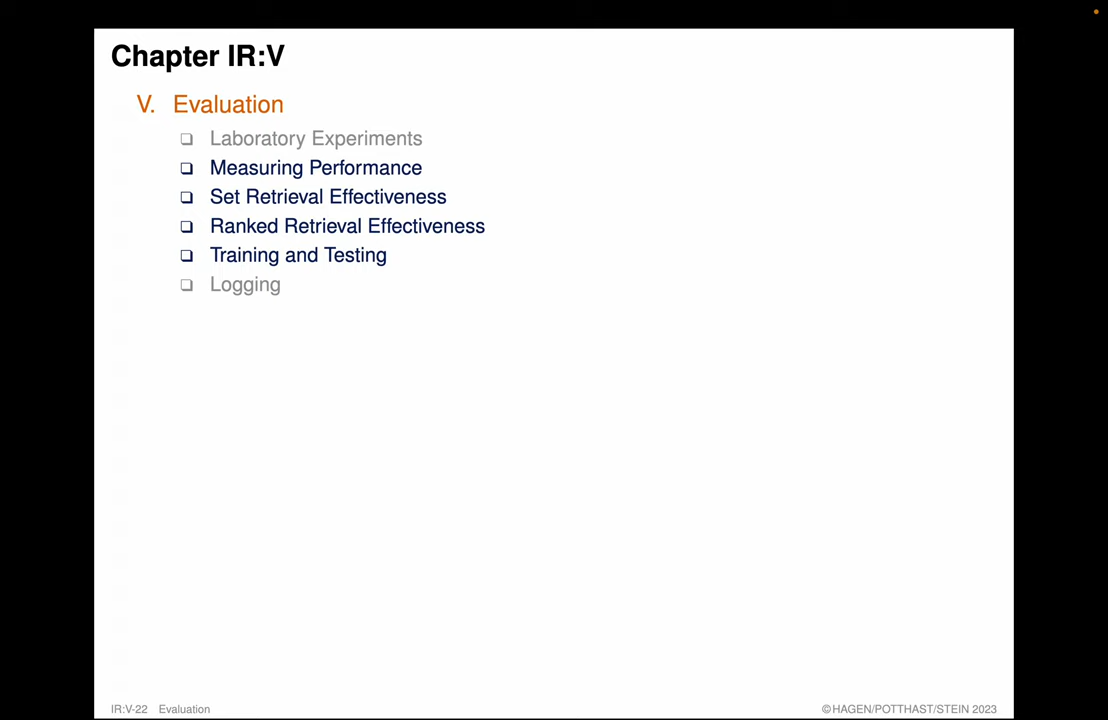 Chapter IR:V
V. Evaluation
❑ Laboratory Experiments
❑ Measuring Performance
❑ Set Retrieval Effectiveness
❑ Ranked Retrieval Effectiveness
❑ Training and Testing
❑ Logging
IR:V-22 Evaluation ©HAGEN/POTTHAST/STEIN 2023